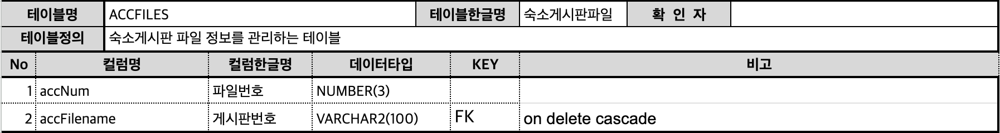 테이블명 ACCFILES 테이블한글명 숙소게시판파일 확 인 자
테이블정의 숙소게시판 파일 정보를 관리하는 테이블
No 컬럼명 컬럼한글명 데이터타입 KEY 비고
1 accNum 파일번호 NUMBER(3)
2 accFilename 게시판번호 VARCHAR2(100) FK on delete cascade